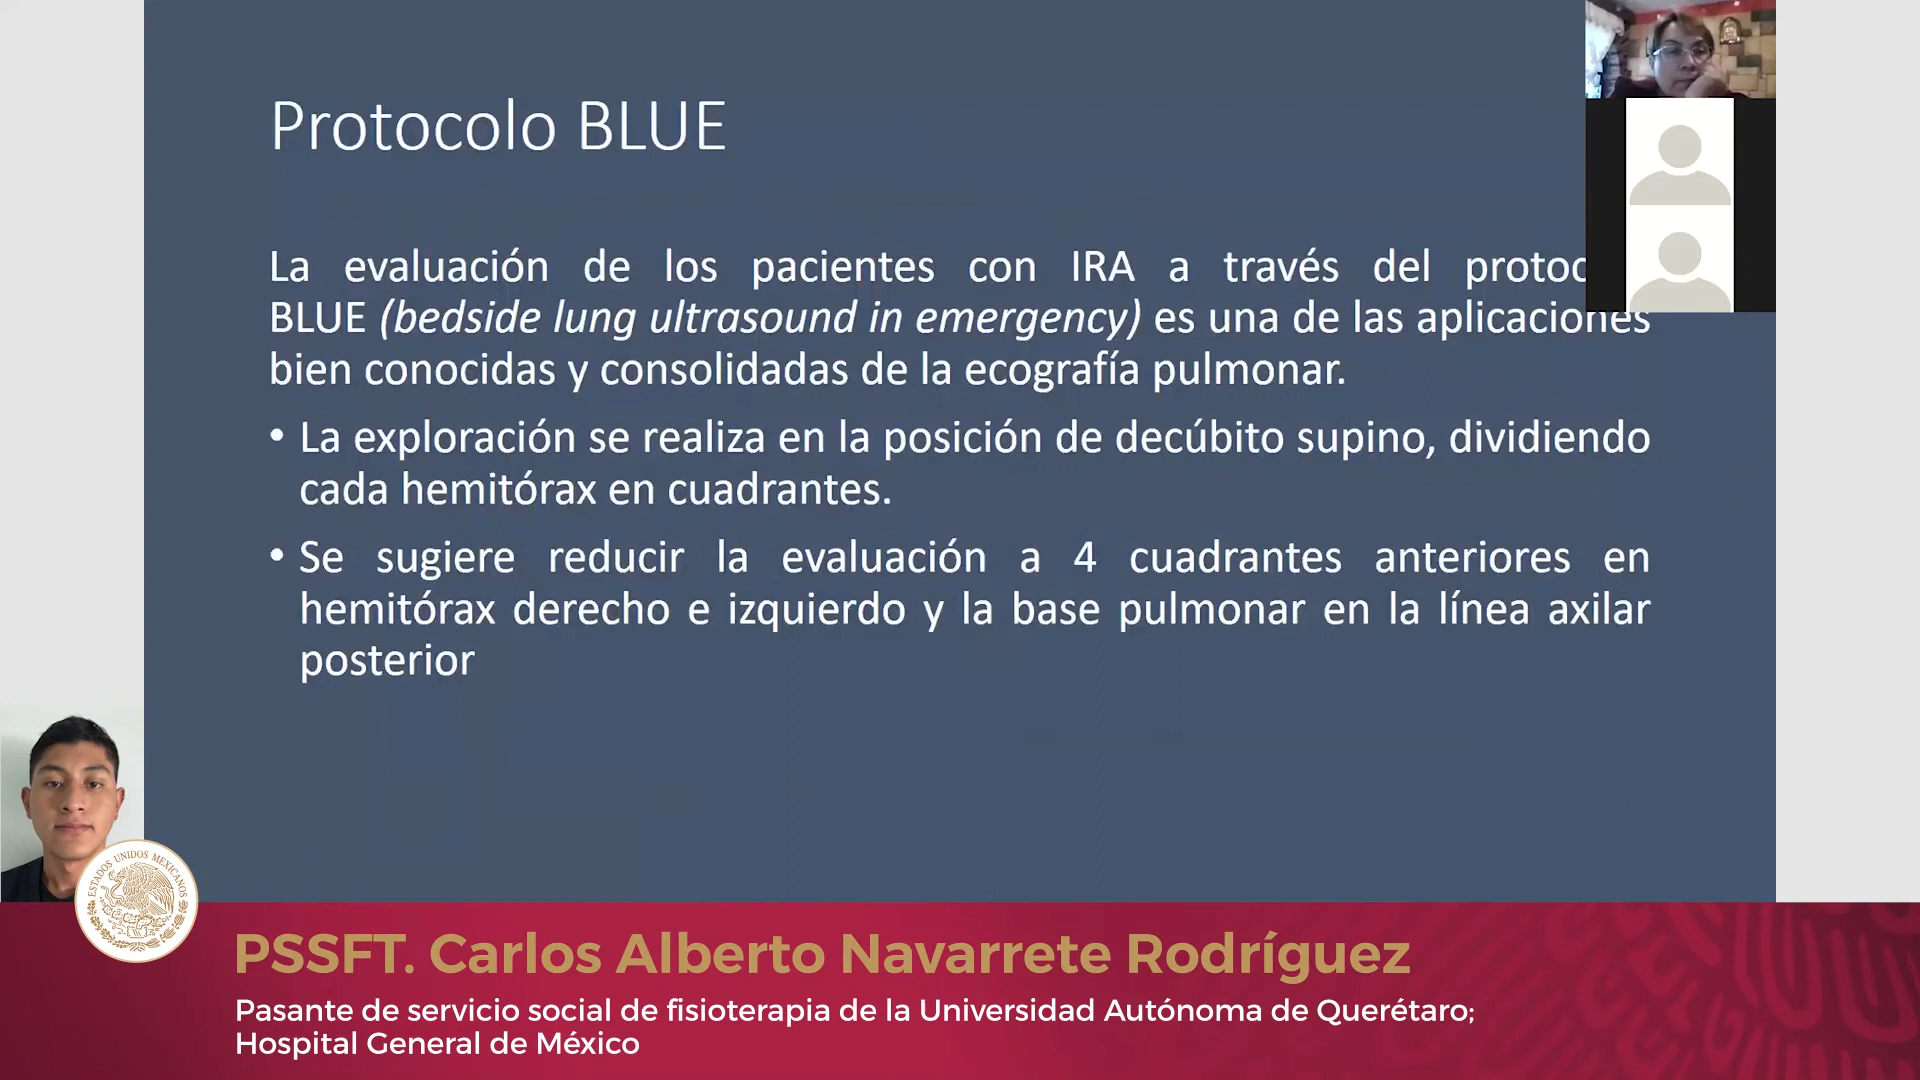 Protocolo BLUE
La evaluación de los pacientes con IRA a través del
BLUE (bedside lung ultrasound in emergency) es una de las aplicaciones
bien conocidas y consolidadas de la ecografía pulmonar.
• La exploración se realiza en la posición de decúbito supino, dividiendo
cada hemitórax en cuadrantes.
• Se sugiere reducir la evaluación a 4 cuadrantes anteriores en
hemitórax derecho e izquierdo y la base pulmonar en la línea axilar
posterior
ESTADOS UNIDOS MEXICANOS
PSSFT. Carlos Alberto Navarrete Rodríguez
Pasante de servicio social de fisioterapia de la Universidad Autónoma de Querétaro;
Hospital General de México